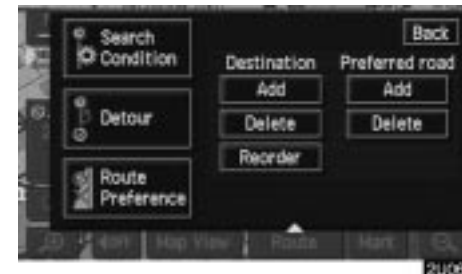 Back
Search
Condition
Destination
Preferred road
Add
Add
Detour
Delete
Delete
Reorder
Route
Preference
Map View
Route
Mark